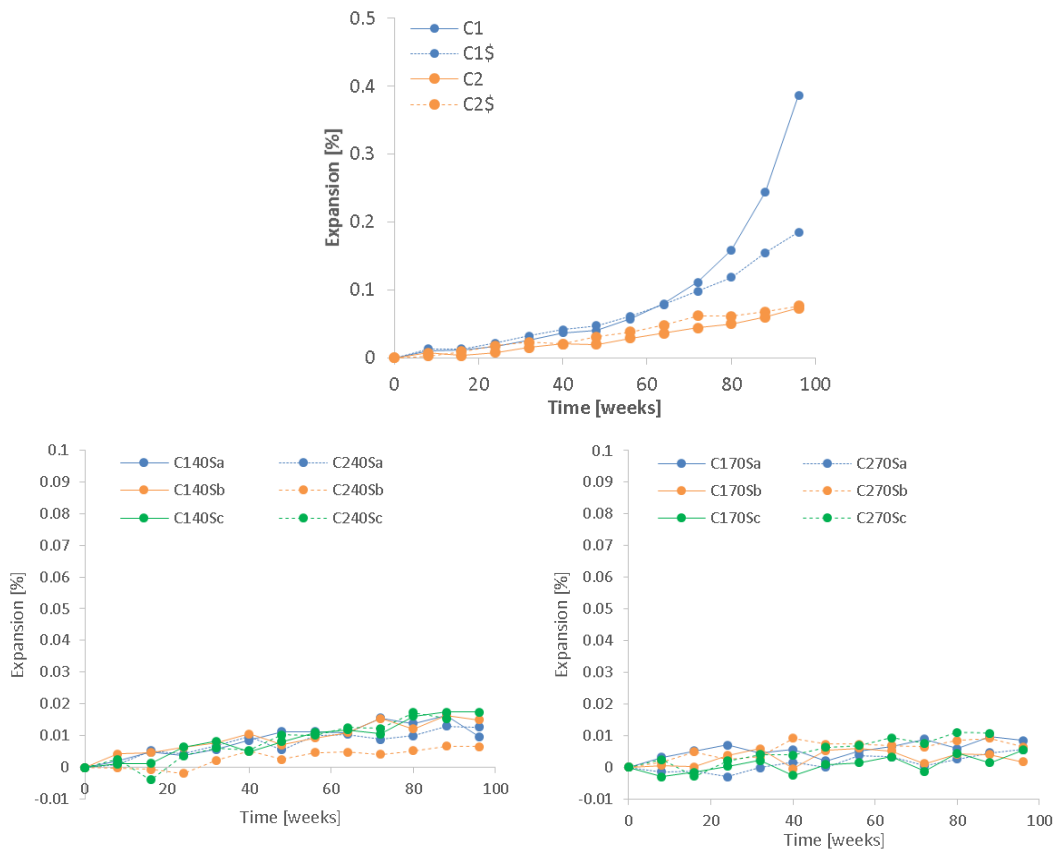 0.5
0.4
0.3
0.2
0.1
0
Expansion [%]
C1
C1$
C2
C2$
0 20 40 60 80 100
Time [weeks]
0.1
0.09
0.08
0.07
0.06
0.05
0.04
0.03
0.02
0.01
0
-0.01
Expansion [%]
C140Sa C240Sa
C140Sb C240Sb
C140Sc C240Sc
0 20 40 60 80 100
Time [weeks]
0.1
0.09
0.08
0.07
0.06
0.05
0.04
0.03
0.02
0.01
0
-0.01
Expansion [%]
C170Sa C270Sa
C170Sb C270Sb
C170Sc C270Sc
0 20 40 60 80 100
Time [weeks]